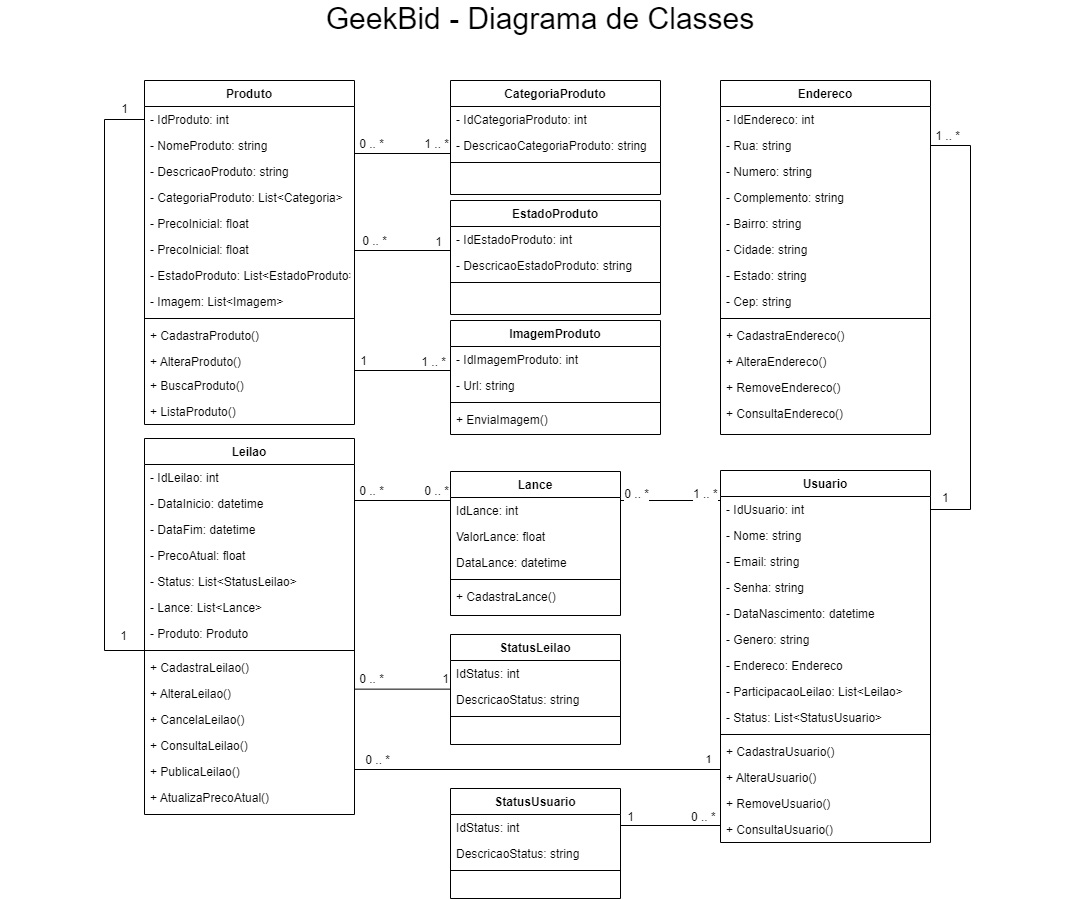 GeekBid - Diagrama de Classes
Produto
- IdProduto: int
- NomeProduto: string
- DescricaoProduto: string
- CategoriaProduto: List<Categoria>
- PrecoInicial: float
- PrecoInicial: float
- EstadoProduto: List<EstadoProduto>
- Imagem: List<Imagem>
+ CadastraProduto()
+ AlteraProduto()
+ BuscaProduto()
+ ListaProduto()
1
1
0 .. *
1 .. *
0 .. *
1
1
1 .. *
CategoriaProduto
- IdCategoriaProduto: int
- DescricaoCategoriaProduto: string
EstadoProduto
- IdEstadoProduto: int
- DescricaoEstadoProduto: string
ImagemProduto
- IdImagemProduto: int
- Url: string
+ EnviaImagem()
Endereco
- IdEndereco: int
- Rua: string
- Numero: string
- Complemento: string
- Bairro: string
- Cidade: string
- Estado: string
- Cep: string
+ CadastraEndereco()
+ AlteraEndereco()
+ RemoveEndereco()
+ ConsultaEndereco()
1 .. *
1
Leilao
- IdLeilao: int
- DataInicio: datetime
- DataFim: datetime
- PrecoAtual: float
- Status: List<StatusLeilao>
- Lance: List<Lance>
- Produto: Produto
+ CadastraLeilao()
+ AlteraLeilao()
+ CancelaLeilao()
+ ConsultaLeilao()
+ PublicaLeilao()
+ AtualizaPrecoAtual()
0 .. *
0 .. *
0 .. *
1
0 .. *
1
Lance
IdLance: int
ValorLance: float
DataLance: datetime
+ CadastraLance()
0 .. *
1 .. *
StatusLeilao
IdStatus: int
DescricaoStatus: string
StatusUsuario
IdStatus: int
DescricaoStatus: string
1
0 .. *
Usuario
- IdUsuario: int
- Nome: string
- Email: string
- Senha: string
- DataNascimento: datetime
- Genero: string
- Endereco: Endereco
- ParticipacaoLeilao: List<Leilao>
- Status: List<StatusUsuario>
+ CadastraUsuario()
+ AlteraUsuario()
+ RemoveUsuario()
+ ConsultaUsuario()